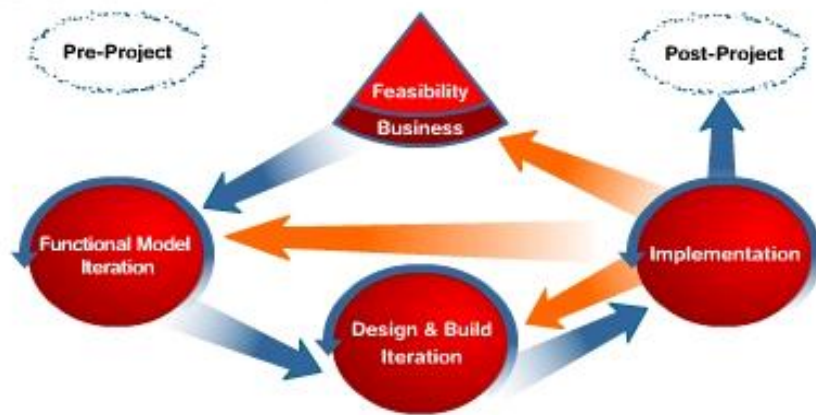 Pre-Project
Post-Project
Feasibility
Business
Functional Model
Iteration
Implementation
Design & Build
Iteration